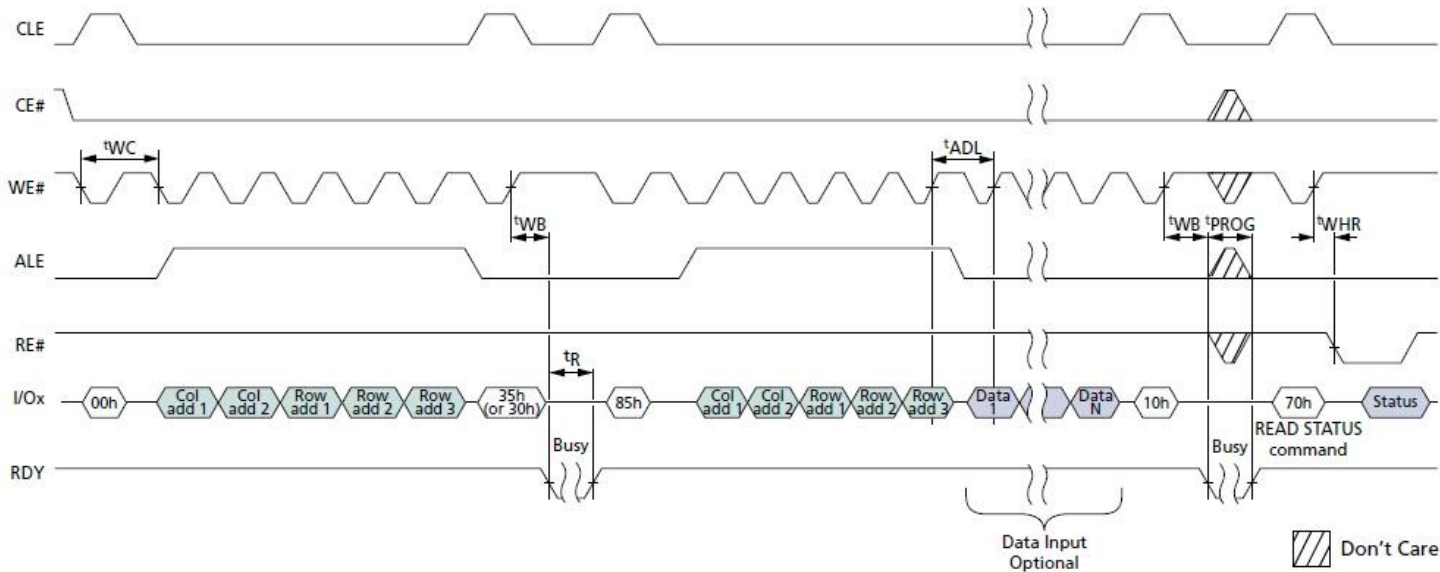 CLE
CE#
tWC
tADL
WE#
tWB
tWB
tPROG
tWHR
ALE
RE#
tR
I/Ox
00h
Col
add 1
Col
add 2
Row
add 1
Row
add 2
Row
add 3
35h
(or 30h)
85h
Col
add 1
Col
add 2
Row
add 1
Row
add 2
Row
add 3
Data
1
Data
N
10h
70h
Status
READ STATUS
command
Busy
Busy
RDY
Data Input
Optional
Don't Care